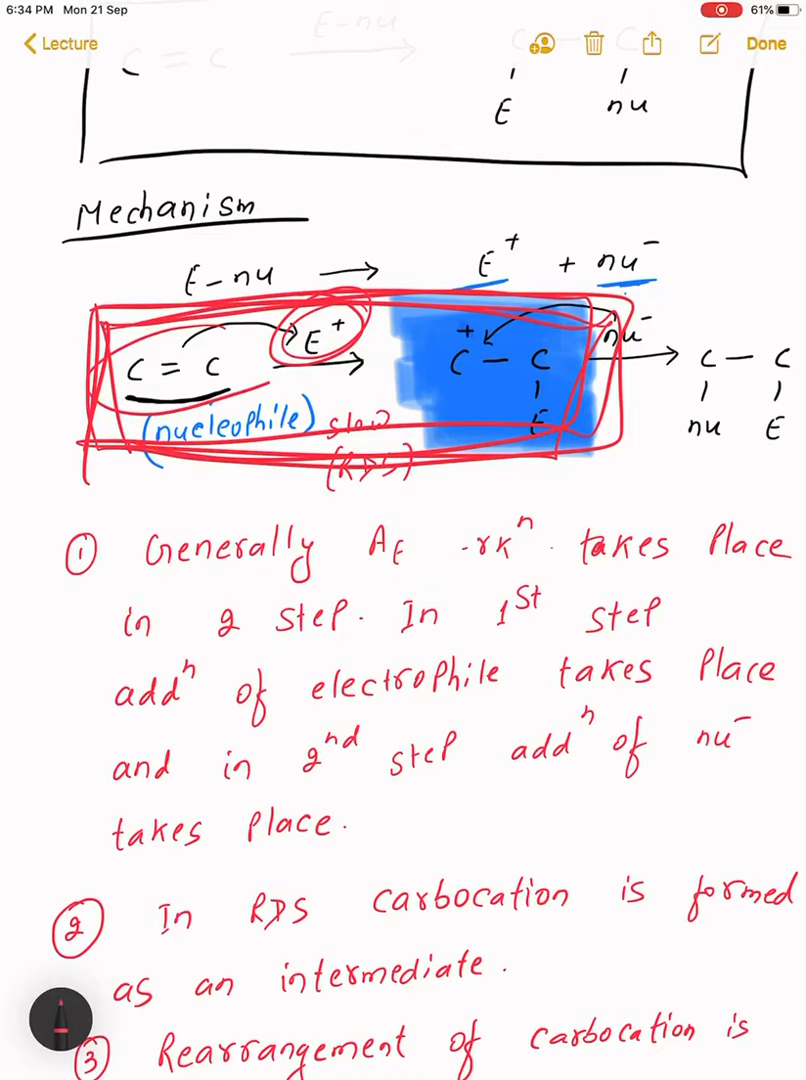 6:34 PM Mon 21 Sep
61%
Lecture
Done
C = C E-nu C C
E nu
Mechanism
E - nu → E⁺ + nu⁻
C = C E⁺ → C⁺ — C nu⁻ → C — C
E nu E
(nucleophile) slow
(RDS)
① Generally AE rxⁿ. takes Place
in 2 step. In 1St step
addⁿ of electrophile takes Place
and in 2nd step addⁿ of nu⁻
takes Place.
② In RDS carbocation is formed
as an intermediate.
③ Rearrangement of carbocation is